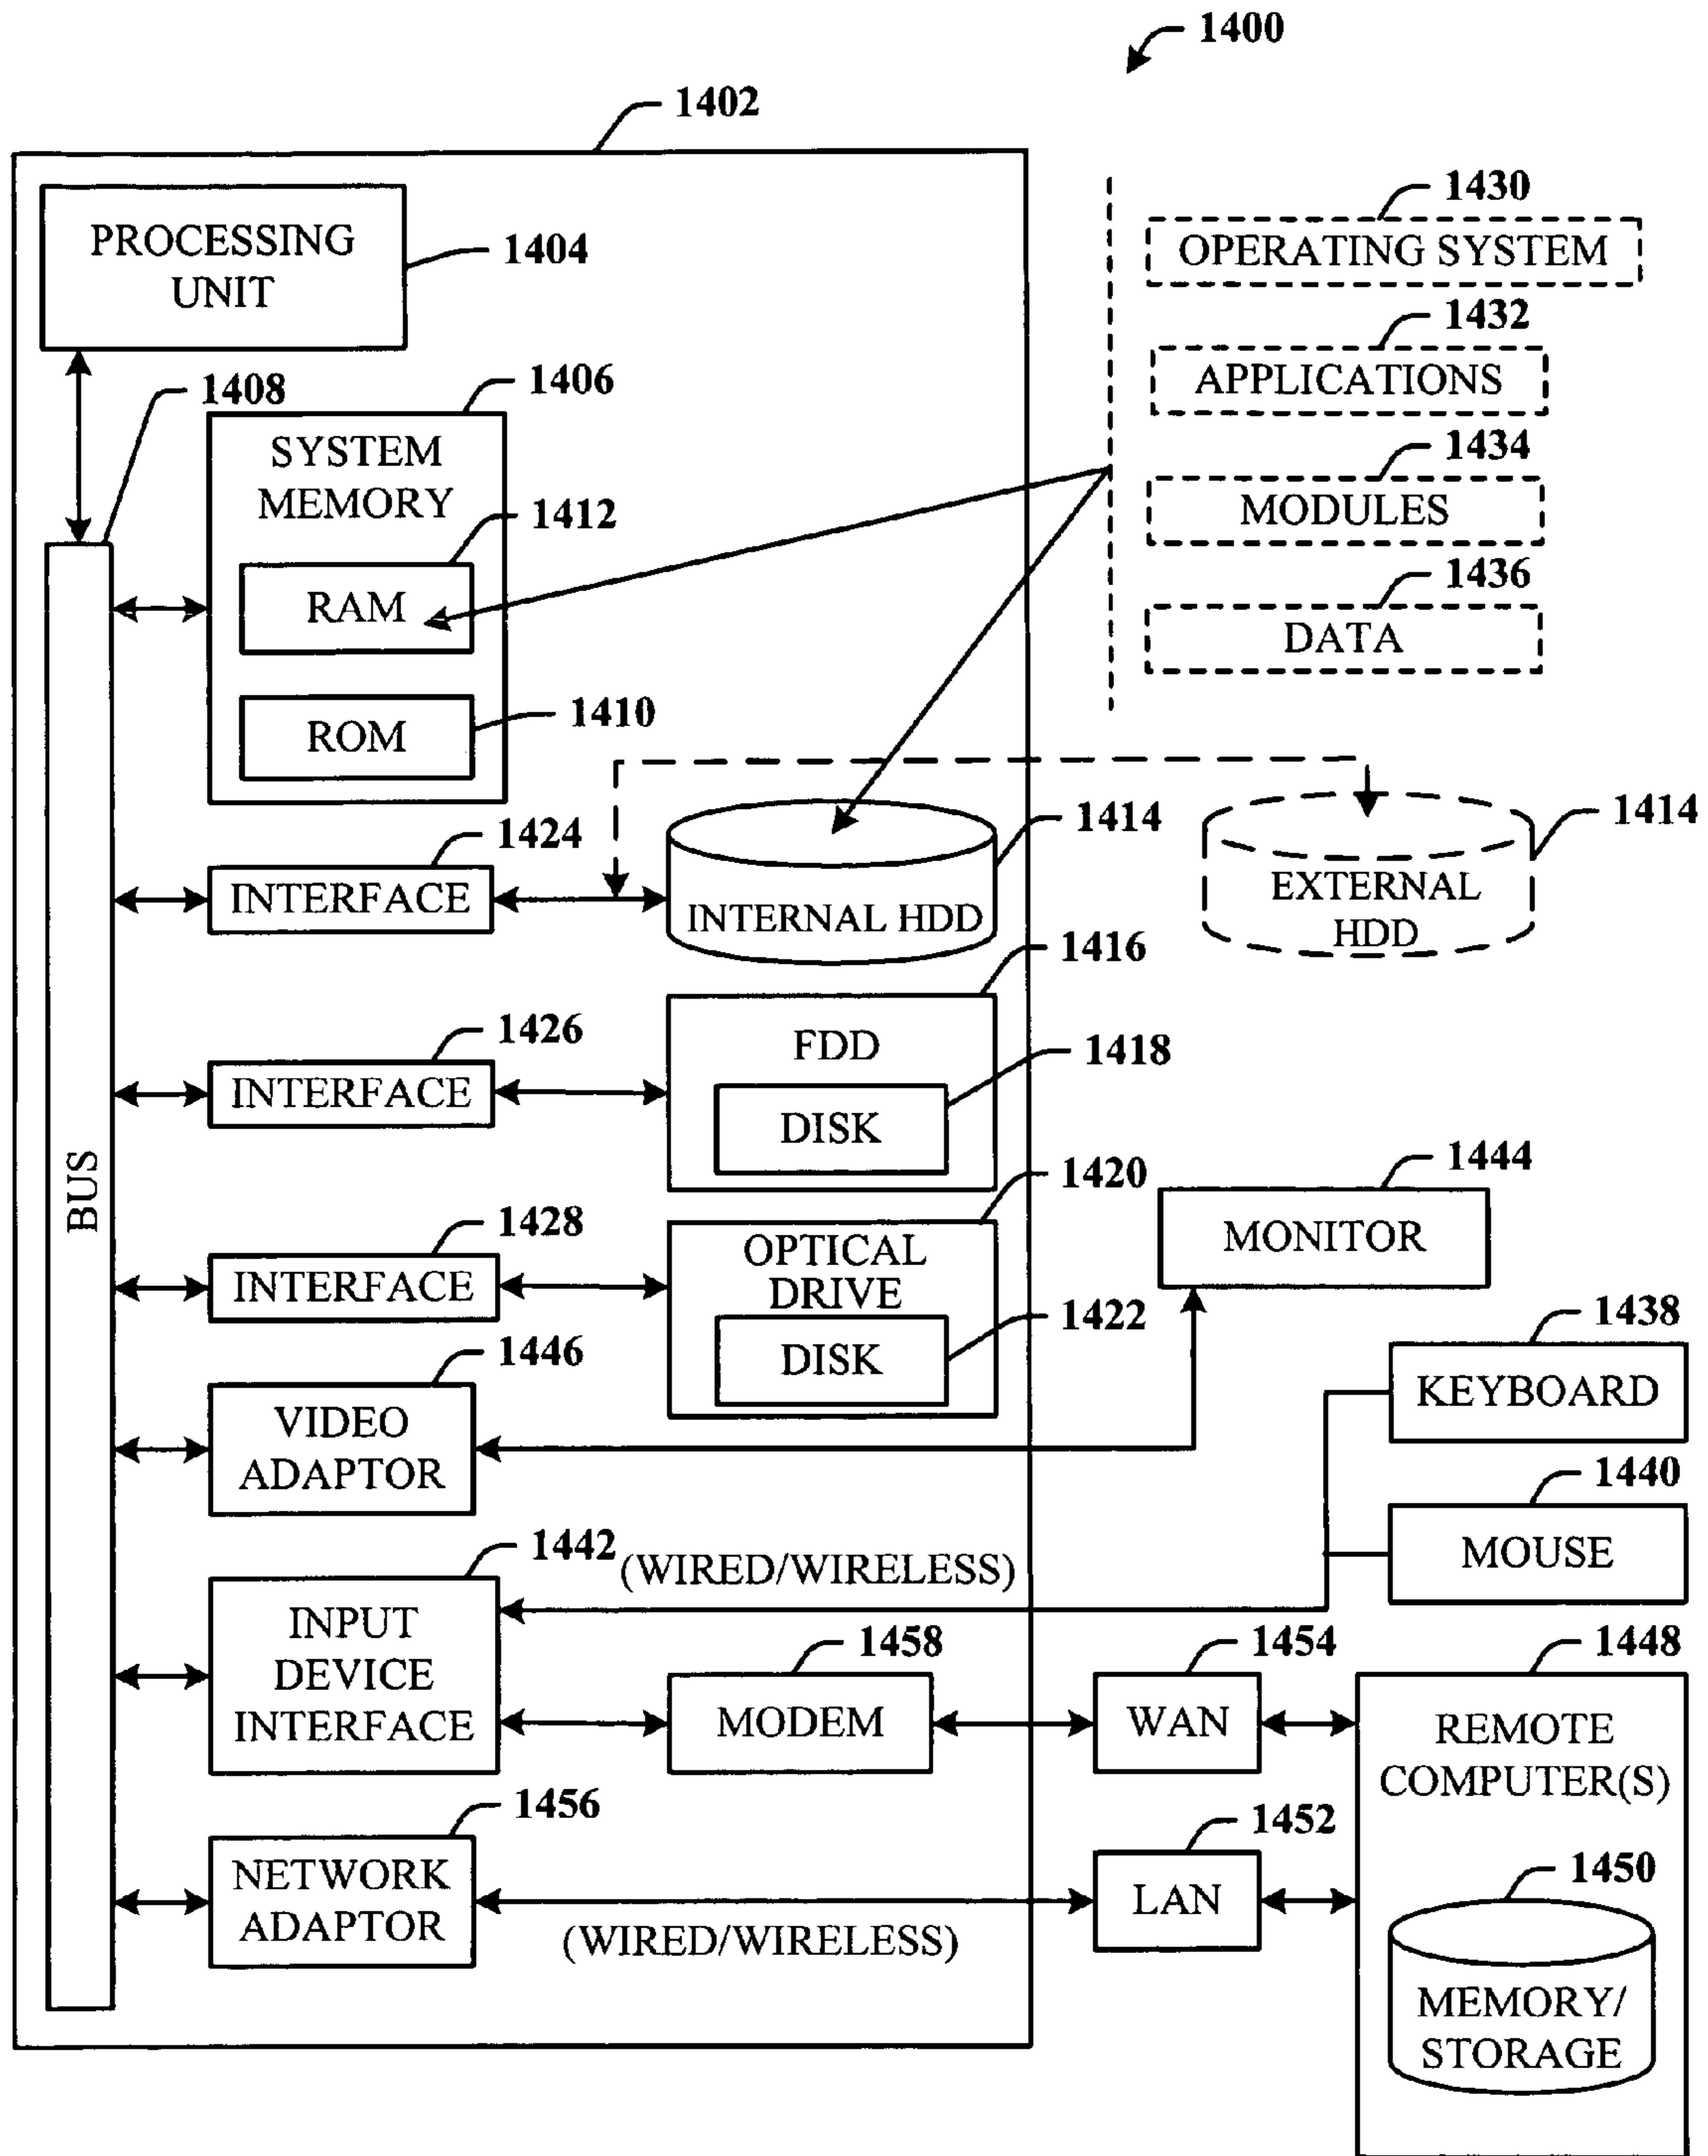 1400
1402
PROCESSING
UNIT
1404
1430
OPERATING SYSTEM
1432
APPLICATIONS
1434
MODULES
1436
DATA
1408
1406
SYSTEM
MEMORY
1412
RAM
1410
ROM
BUS
1424
INTERFACE
1414
INTERNAL HDD
1414
EXTERNAL
HDD
1426
INTERFACE
1416
FDD
1418
DISK
1428
INTERFACE
1420
OPTICAL
DRIVE
1422
DISK
1444
MONITOR
1446
VIDEO
ADAPTOR
1438
KEYBOARD
1440
MOUSE
1442
(WIRED/WIRELESS)
INPUT
DEVICE
INTERFACE
1458
MODEM
1454
WAN
1448
REMOTE
COMPUTER(S)
1456
NETWORK
ADAPTOR
(WIRED/WIRELESS)
1452
LAN
1450
MEMORY/
STORAGE